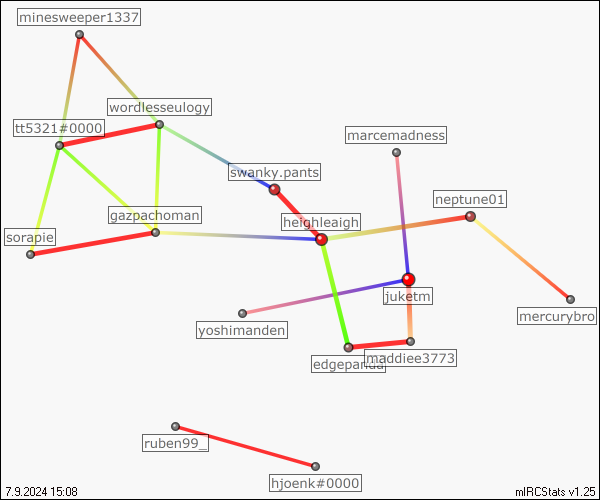 minesweeper1337
wordlesseulogy
tt5321#0000
marcemadness
swanky.pants
neptune01
gazpachoman
heighleaigh
sorapie
juketm
mercurybro
yoshimanden
maddiee3773
edgepanda
ruben99_
hjoenk#0000
7.9.2024 15:08
mIRCStats v1.25